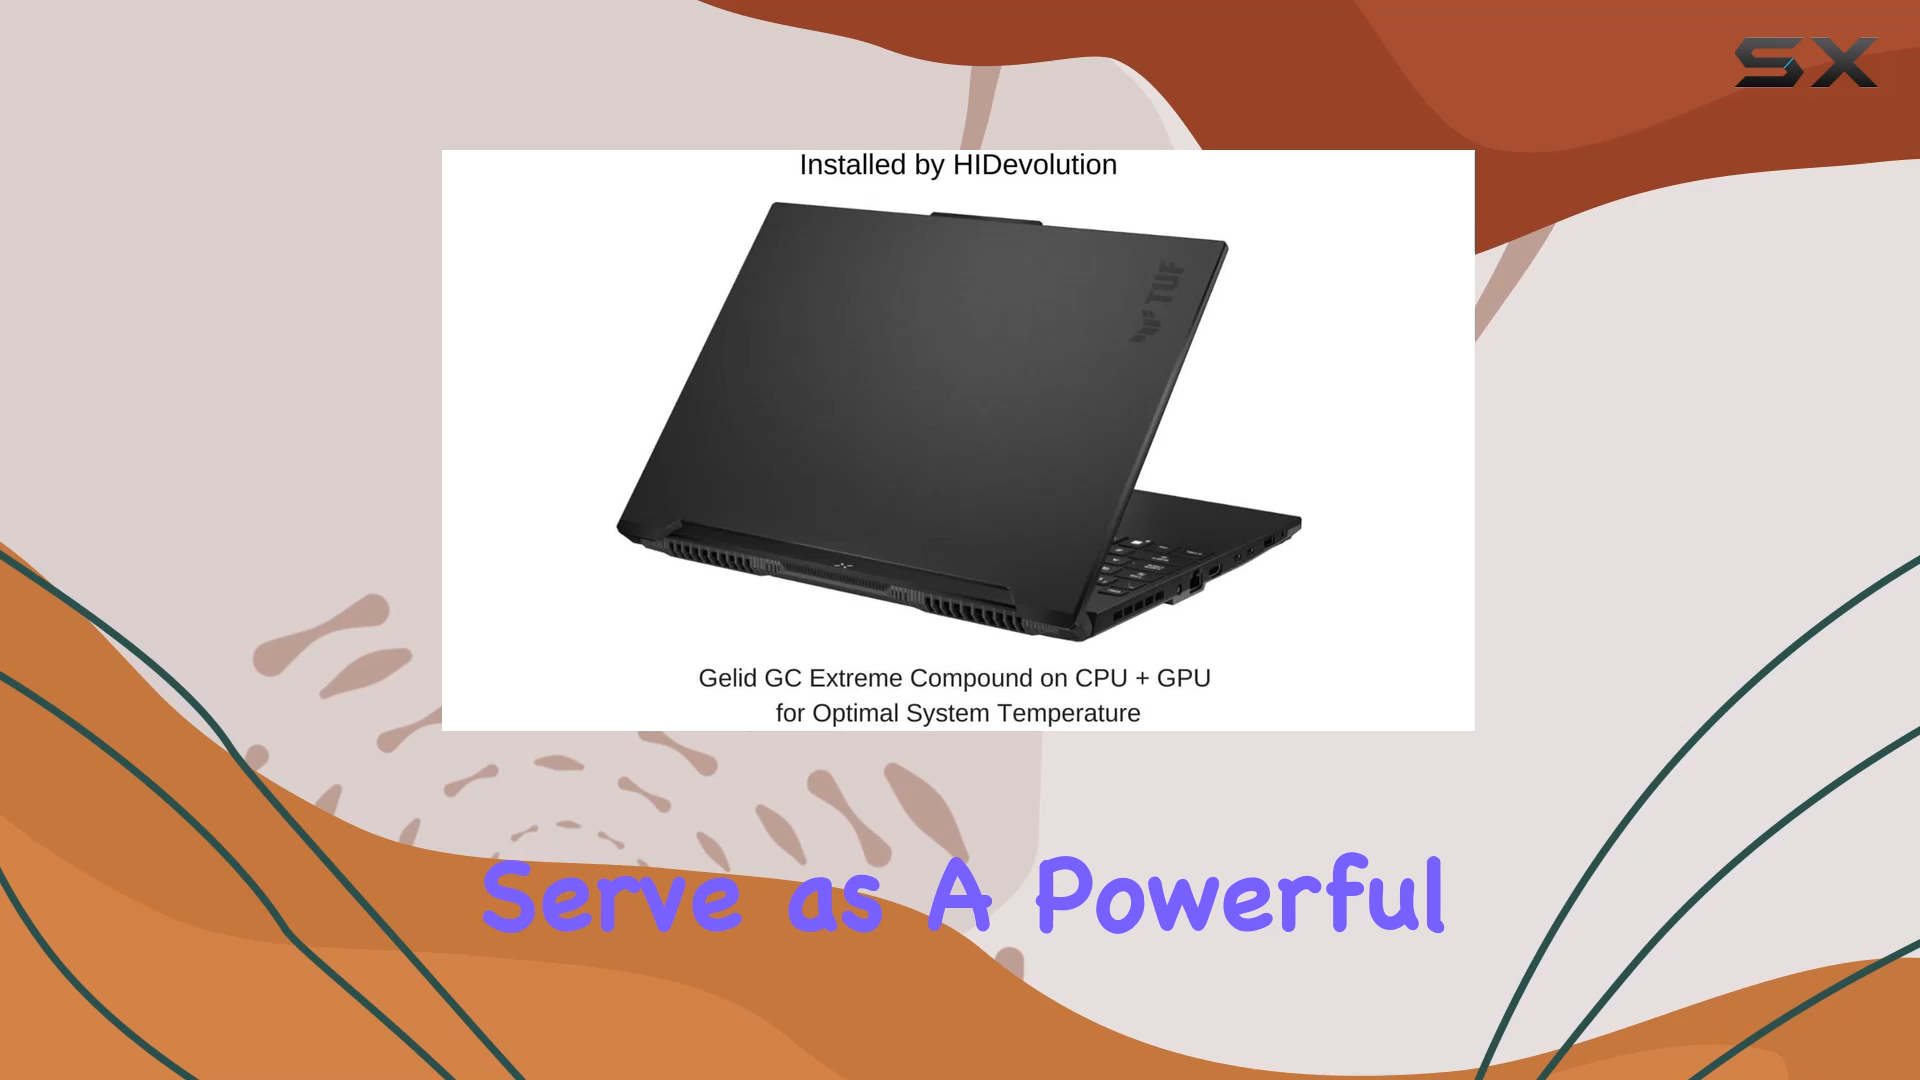 SX
Installed by HIDevolution
TUF
Gelid GC Extreme Compound on CPU + GPU
for Optimal System Temperature
Serve as A Powerful